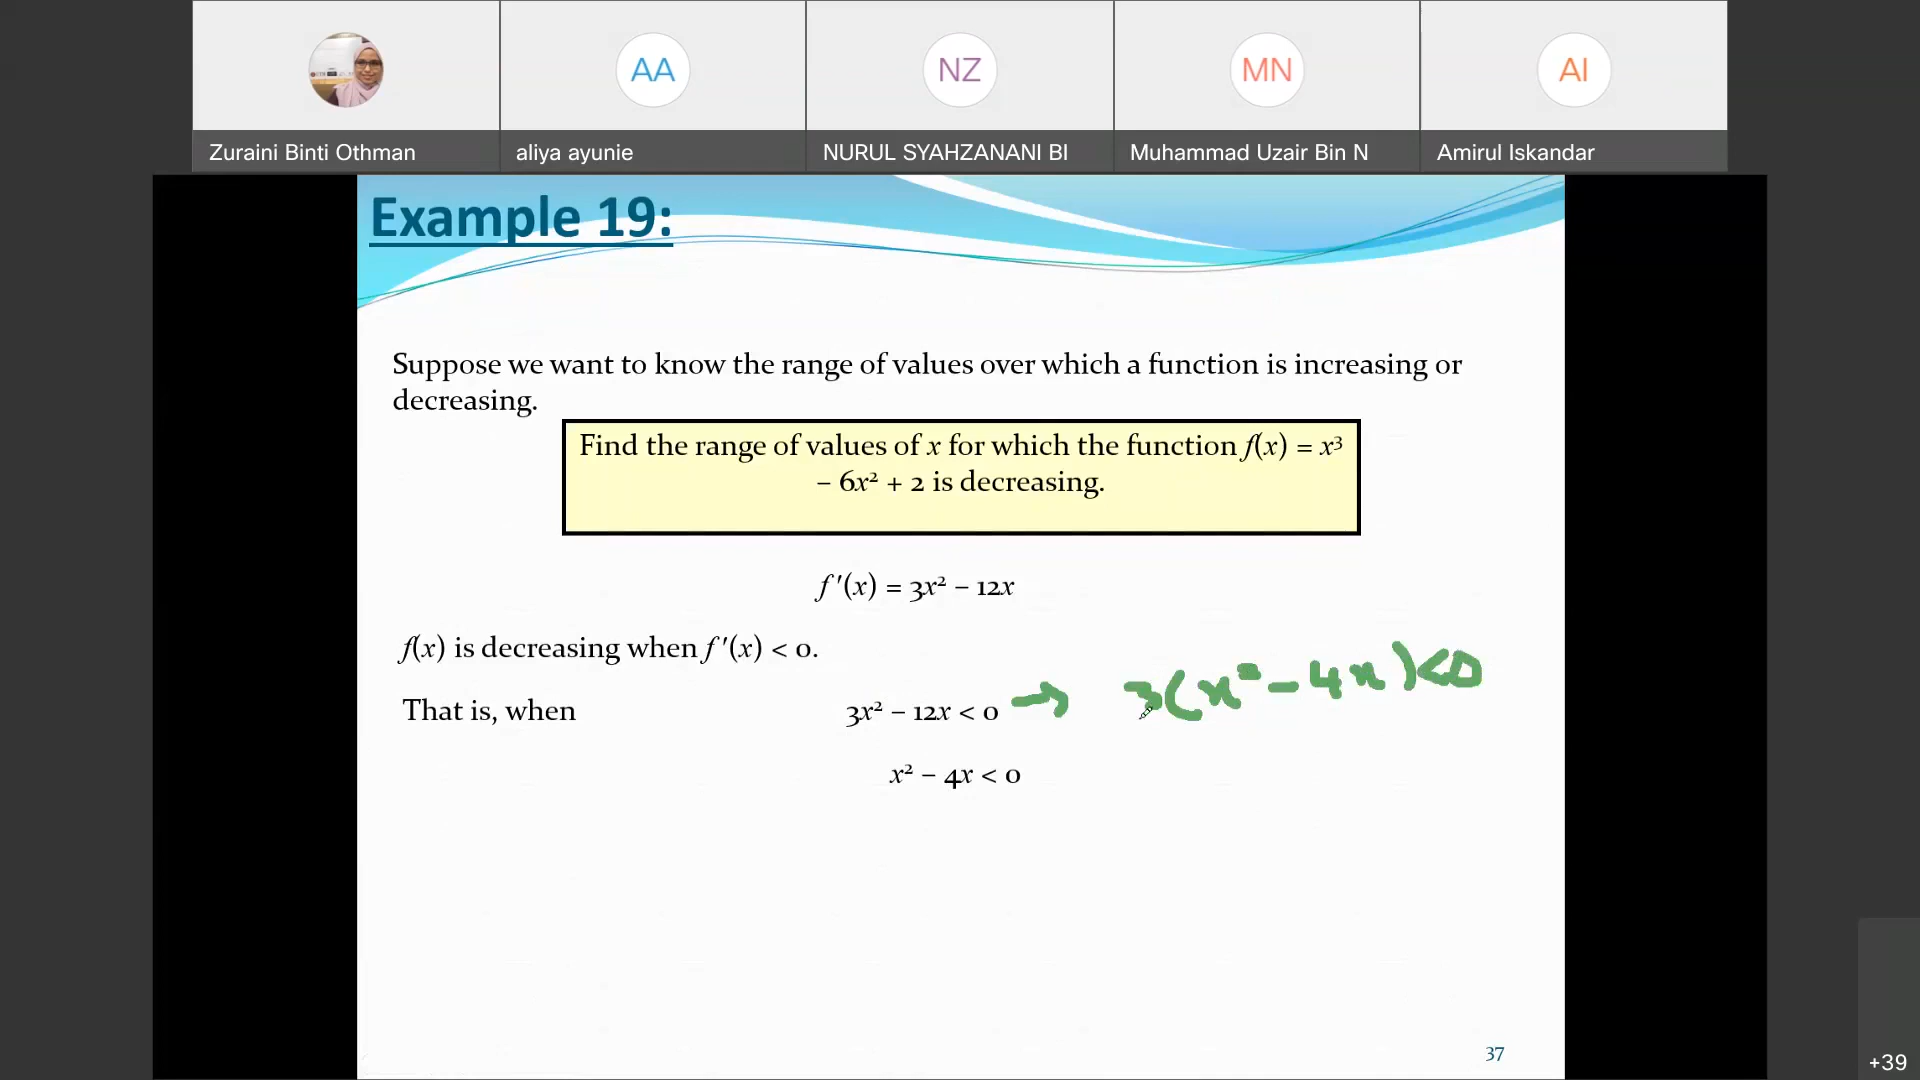 AA
NZ
MN
AI
Zuraini Binti Othman
aliya ayunie
NURUL SYAHZANANI BI
Muhammad Uzair Bin N
Amirul Iskandar
Example 19:
Suppose we want to know the range of values over which a function is increasing or
decreasing.
Find the range of values of x for which the function f(x) = x³
– 6x² + 2 is decreasing.
f ′(x) = 3x² – 12x
f(x) is decreasing when f ′(x) < 0.
That is, when 3x² – 12x < 0 → 3(x² – 4x) < 0
x² – 4x < 0
37
+39